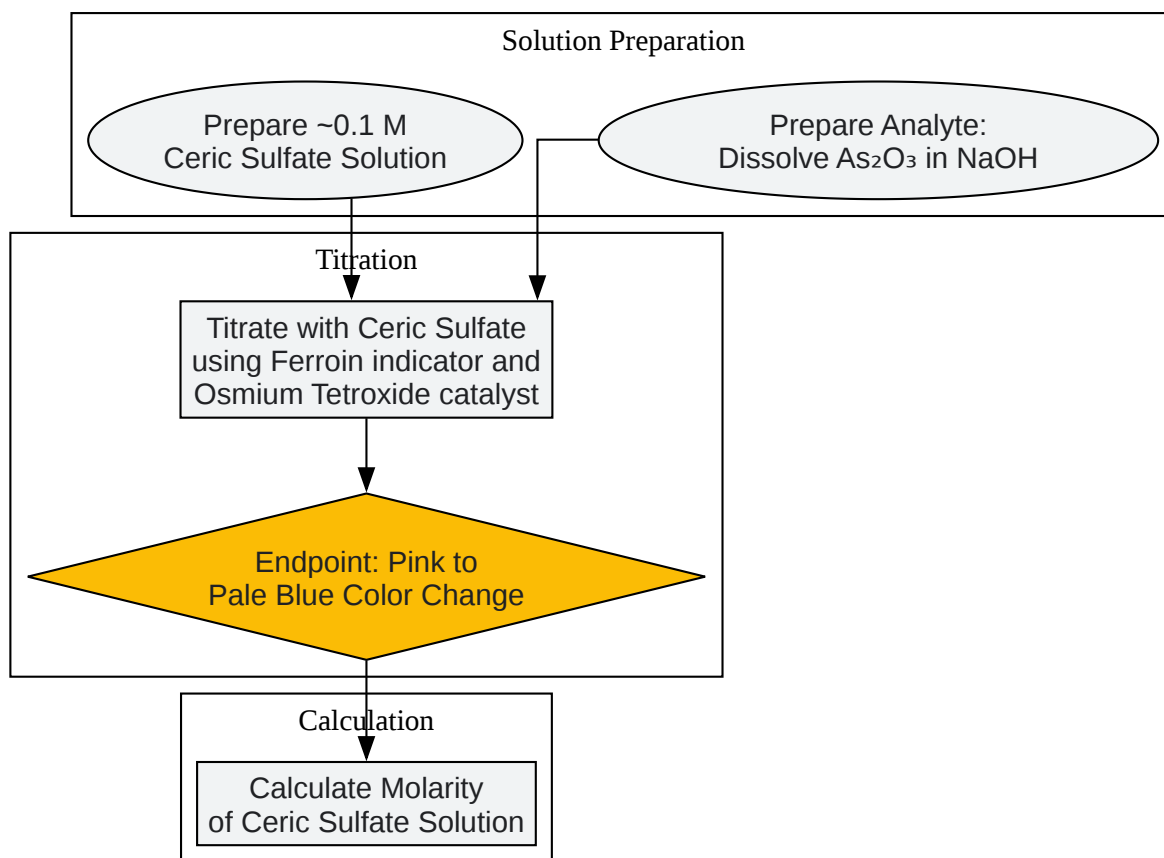 Solution Preparation
Prepare ~0.1 M
Ceric Sulfate Solution
Prepare Analyte:
Dissolve As₂O₃ in NaOH
Titration
Titrate with Ceric Sulfate
using Ferroin indicator and
Osmium Tetroxide catalyst
Endpoint: Pink to
Pale Blue Color Change
Calculation
Calculate Molarity
of Ceric Sulfate Solution